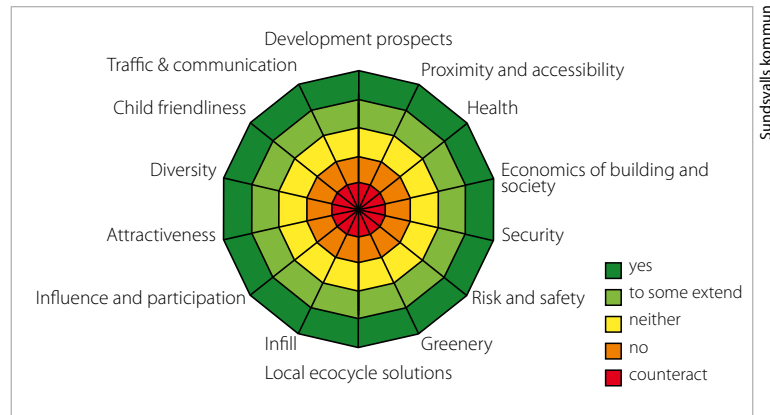 Development prospects
Traffic & communication
Proximity and accessibility
Child friendliness
Health
Diversity
Economics of building and
society
Attractiveness
Security
Influence and participation
Risk and safety
Infill
Greenery
Local ecocycle solutions
yes
to some extend
neither
no
counteract
Sundsvalls kommun